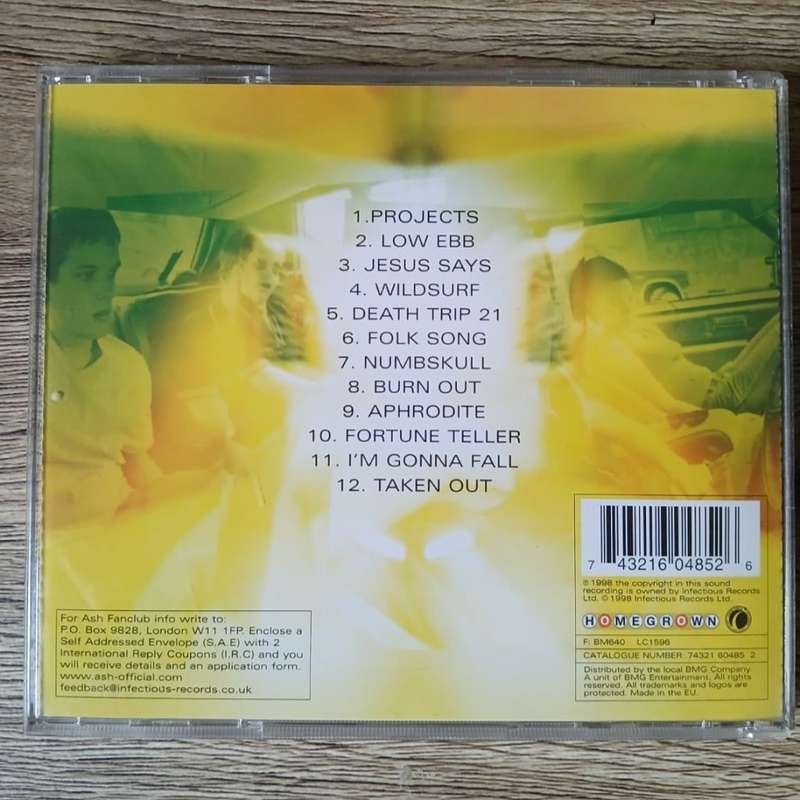 1.PROJECTS
2. LOW EBB
3. JESUS SAYS
4. WILDSURF
5. DEATH TRIP 21
6. FOLK SONG
7. NUMBSKULL
8. BURN OUT
9. APHRODITE
10. FORTUNE TELLER
11. I'M GONNA FALL
12. TAKEN OUT
For Ash Fanclub info write to:
P.O. Box 9828, London W11 1FP. Enclose a
Self Addressed Envelope (S.A.E) with 2
International Reply Coupons (I.R.C) and you
will receive details and an application form.
www.ash-official.com
feedback@infectious-records.co.uk
7 43216 04852 6
℗ 1998 the copyright in this sound
recording is owned by Infectious Records
Ltd. © 1998 Infectious Records Ltd.
HOMEGROWN
F: BM640 LC1596
CATALOGUE NUMBER: 74321 60485 2
Distributed by the local BMG Company
A unit of BMG Entertainment. All rights
reserved. All trademarks and logos are
protected. Made in the EU.